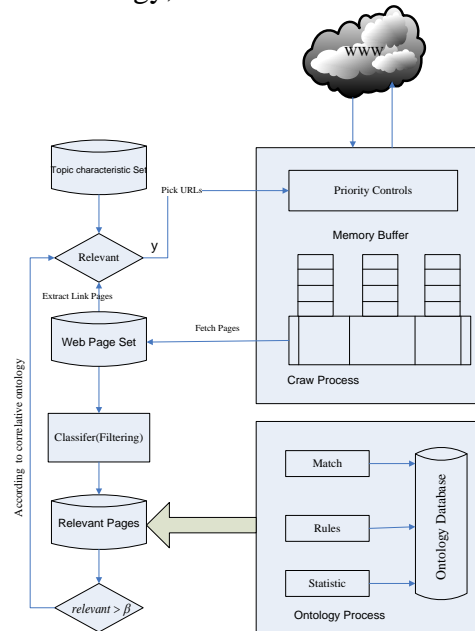 ogy,
WWW
Topic characteristic Set
Pick URLs
Priority Controls
y
Relevant
Memory Buffer
Extract Link Pages
Web Page Set
Fetch Pages
Craw Process
According to correlative ontology
Classifer(Filtering)
Match
Relevant Pages
Rules
Ontology Database
Statistic
relevant > β
Ontology Process